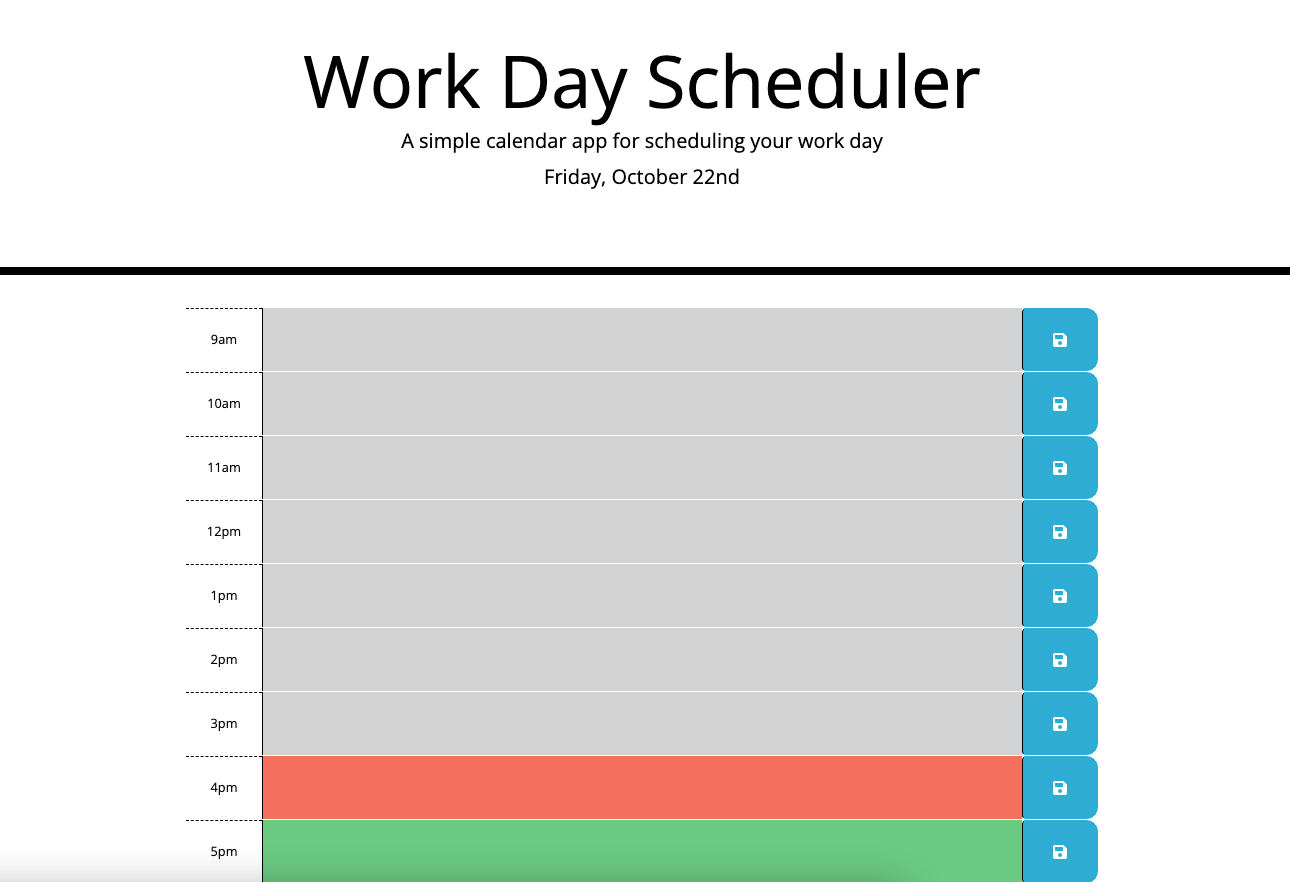 Work Day Scheduler
A simple calendar app for scheduling your work day
Friday, October 22nd
9am
10am
11am
12pm
1pm
2pm
3pm
4pm
5pm